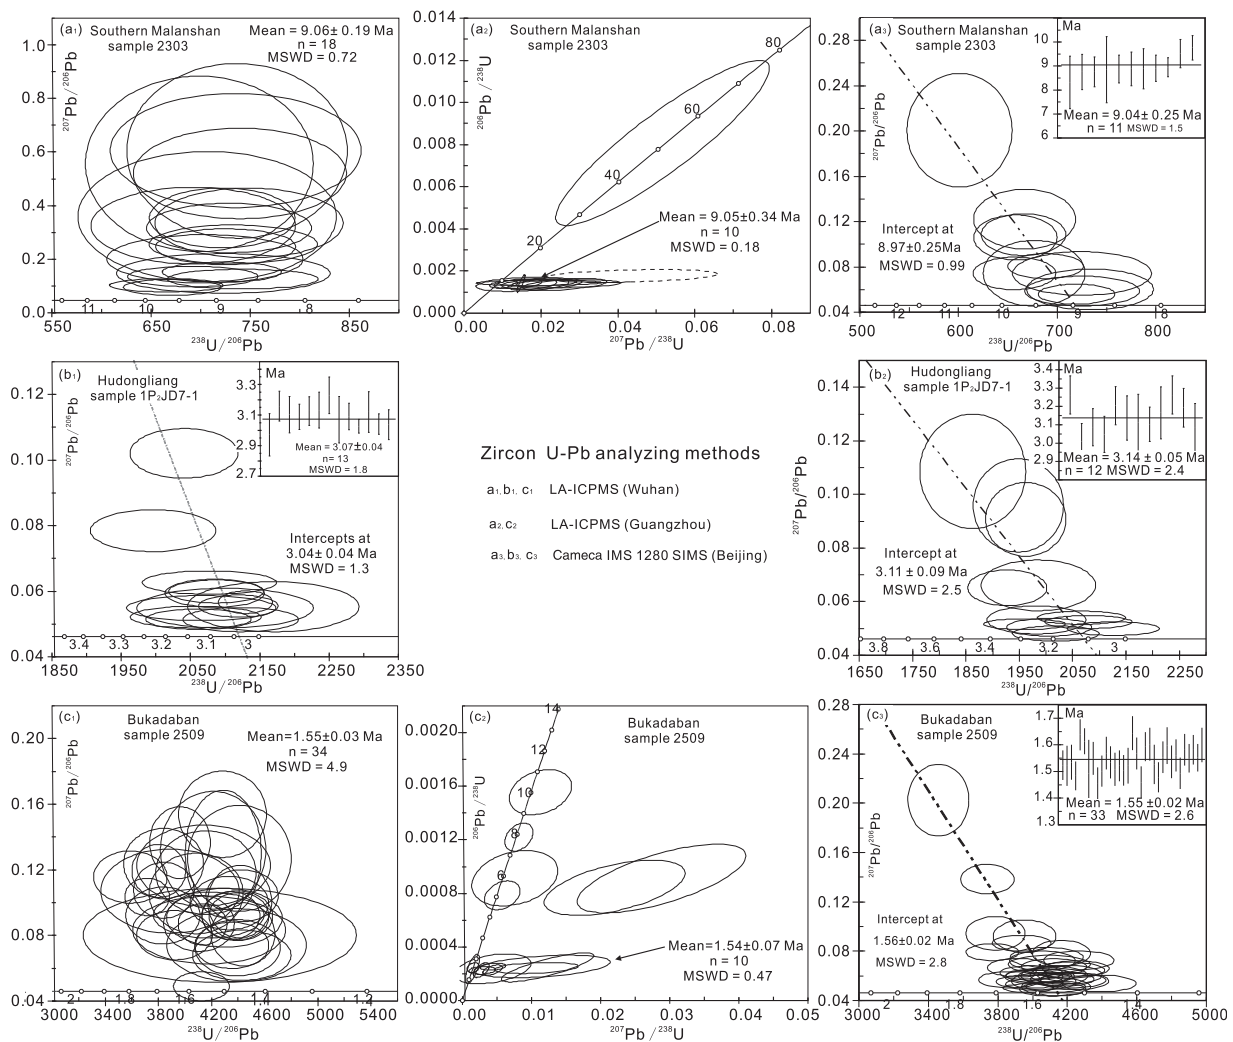 (a₁) Southern Malanshan
sample 2303
Mean = 9.06± 0.19 Ma
n = 18
MSWD = 0.72
²⁰⁷Pb/²⁰⁶Pb
1.0
0.8
0.6
0.4
0.2
0.0
11 10 9 8
550 650 750 850
²³⁸U/²⁰⁶Pb
(a₂) Southern Malanshan
sample 2303
²⁰⁶Pb/²³⁸U
0.014
0.012
0.010
0.008
0.006
0.004
0.002
0.000
80
60
40
20
Mean = 9.05±0.34 Ma
n = 10
MSWD = 0.18
0.00 0.02 0.04 0.06 0.08
²⁰⁷Pb/²³⁸U
(a₃) Southern Malanshan
sample 2303
²⁰⁷Pb/²⁰⁶Pb
0.28
0.24
0.20
0.16
0.12
0.08
0.04
Ma
10
9
8
7
6
Mean = 9.04± 0.25 Ma
n = 11 MSWD = 1.5
Intercept at
8.97±0.25Ma
MSWD = 0.99
12 11 10 9 8
500 600 700 800
²³⁸U/²⁰⁶Pb
(b₁) Hudongliang
sample 1P₂JD7-1
²⁰⁷Pb/²⁰⁶Pb
0.12
0.10
0.08
0.06
0.04
Ma
3.3
3.1
2.9
2.7
Mean = 3.07±0.04
n= 13
MSWD = 1.8
Intercepts at
3.04± 0.04 Ma
MSWD = 1.3
3.4 3.3 3.2 3.1 3
1850 1950 2050 2150 2250 2350
²³⁸U/²⁰⁶Pb
Zircon U-Pb analyzing methods
a₁,b₁, c₁ LA-ICPMS (Wuhan)
a₂,c₂ LA-ICPMS (Guangzhou)
a₃,b₃, c₃ Cameca IMS 1280 SIMS (Beijing)
(b₂) Hudongliang
sample 1P₂JD7-1
²⁰⁷Pb/²⁰⁶Pb
0.14
0.12
0.10
0.08
0.06
0.04
Ma
3.4
3.3
3.2
3.1
3.0
2.9
Mean = 3.14 ± 0.05 Ma
n = 12 MSWD = 2.4
Intercept at
3.11 ± 0.09 Ma
MSWD = 2.5
3.8 3.6 3.4 3.2 3
1650 1750 1850 1950 2050 2150 2250
²³⁸U/²⁰⁶Pb
(c₁) Bukadaban
sample 2509
Mean=1.55±0.03 Ma
n = 34
MSWD = 4.9
²⁰⁷Pb/²⁰⁶Pb
0.20
0.16
0.12
0.08
0.04
2 1.8 1.6 1.4 1.2
3000 3400 3800 4200 4600 5000 5400
²³⁸U/²⁰⁶Pb
(c₂) Bukadaban
sample 2509
²⁰⁶Pb/²³⁸U
0.0020
0.0016
0.0012
0.0008
0.0004
0.0000
14
12
10
8
6
Mean=1.54±0.07 Ma
n = 10
MSWD = 0.47
0.00 0.01 0.02 0.03 0.04 0.05
²⁰⁷Pb/²³⁸U
(c₃) Bukadaban
sample 2509
²⁰⁷Pb/²⁰⁶Pb
0.28
0.24
0.20
0.16
0.12
0.08
0.04
Ma
1.7
1.6
1.5
1.4
1.3
Mean = 1.55 ± 0.02 Ma
n = 33 MSWD = 2.6
Intercept at
1.56±0.02 Ma
MSWD = 2.8
2 1.8 1.6 1.4
3000 3400 3800 4200 4600 5000
²³⁸U/²⁰⁶Pb